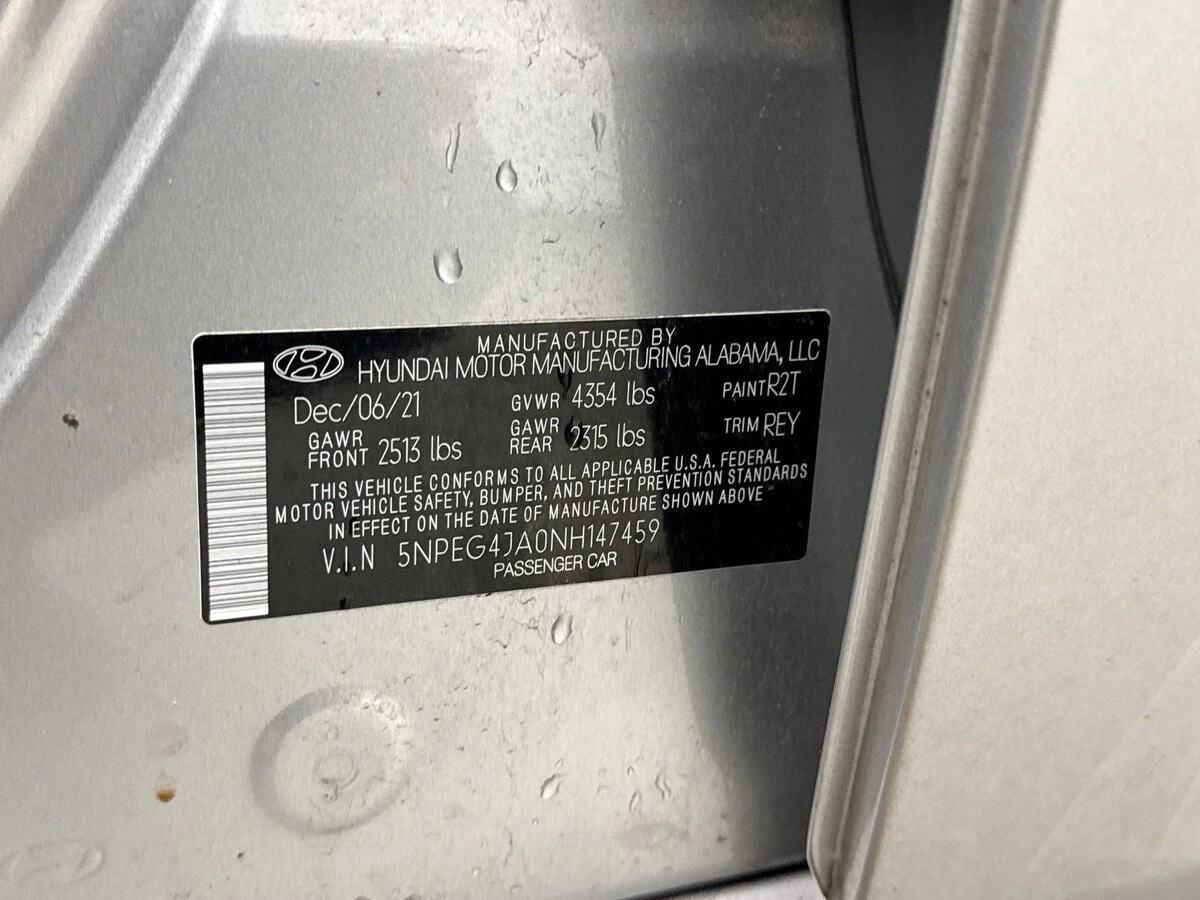 MANUFACTURED BY
HYUNDAI MOTOR MANUFACTURING ALABAMA, LLC
Dec/06/21 GVWR 4354 lbs PAINT R2T
GAWR FRONT 2513 lbs GAWR REAR 2315 lbs TRIM REY
THIS VEHICLE CONFORMS TO ALL APPLICABLE U.S.A. FEDERAL
MOTOR VEHICLE SAFETY, BUMPER, AND THEFT PREVENTION STANDARDS
IN EFFECT ON THE DATE OF MANUFACTURE SHOWN ABOVE
V.I.N 5NPEG4JA0NH147459
PASSENGER CAR